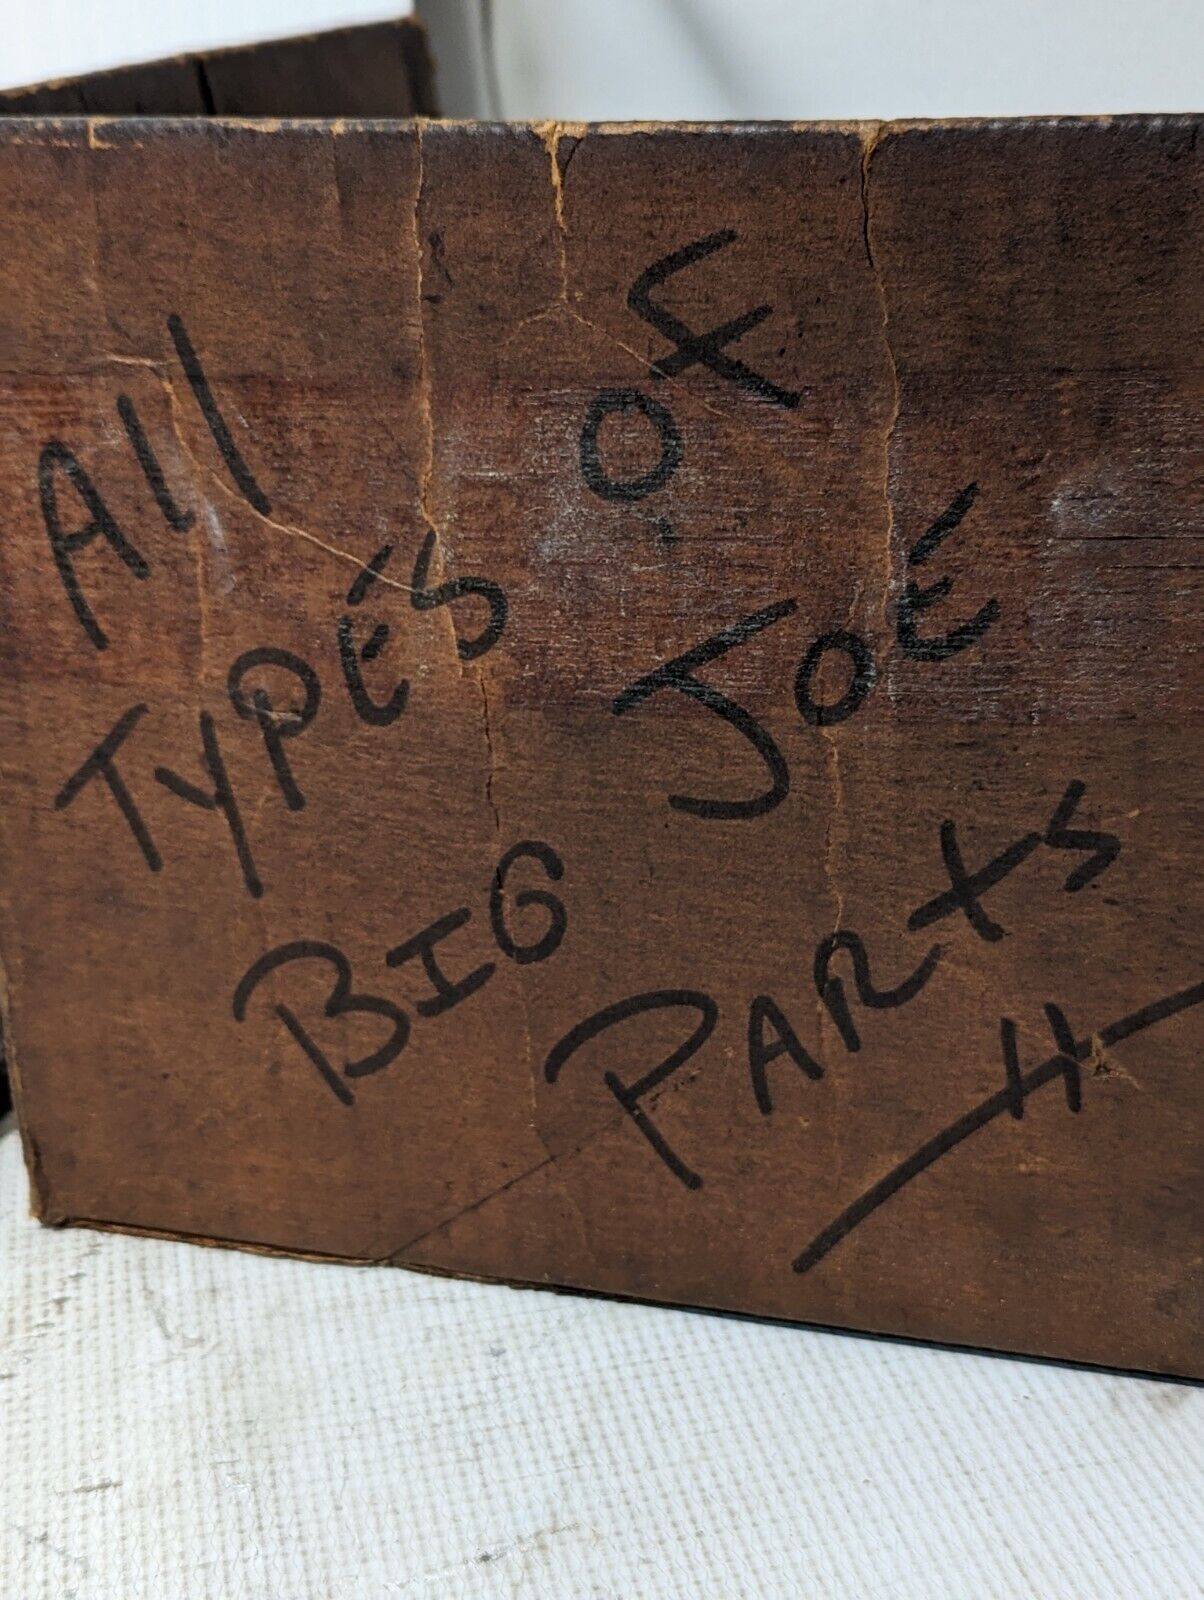 All
TYPES OF
BIG JOE
PARTS